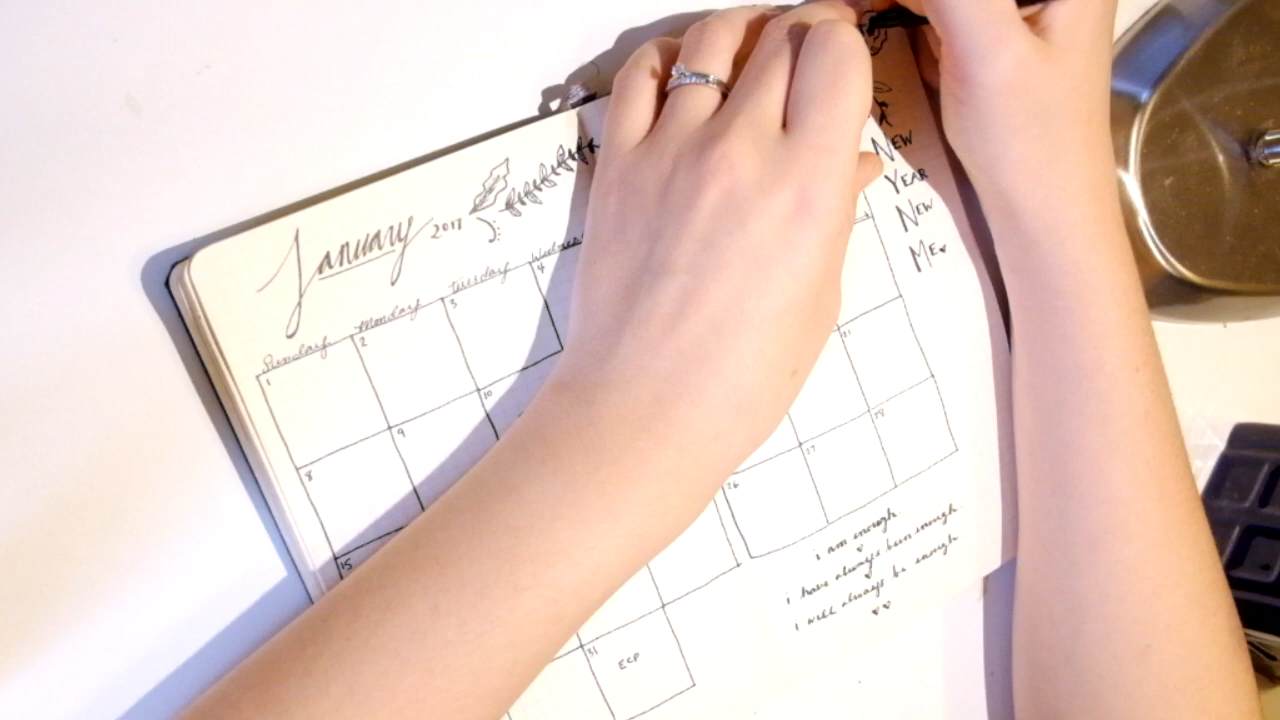 January 2017
Sunday Monday Tuesday
1 2 3 4
8 9 10
15
21
26 27 28
31
ECP
NEW
YEAR
NEW
ME
i am enough.
i have always been enough
i will always be enough